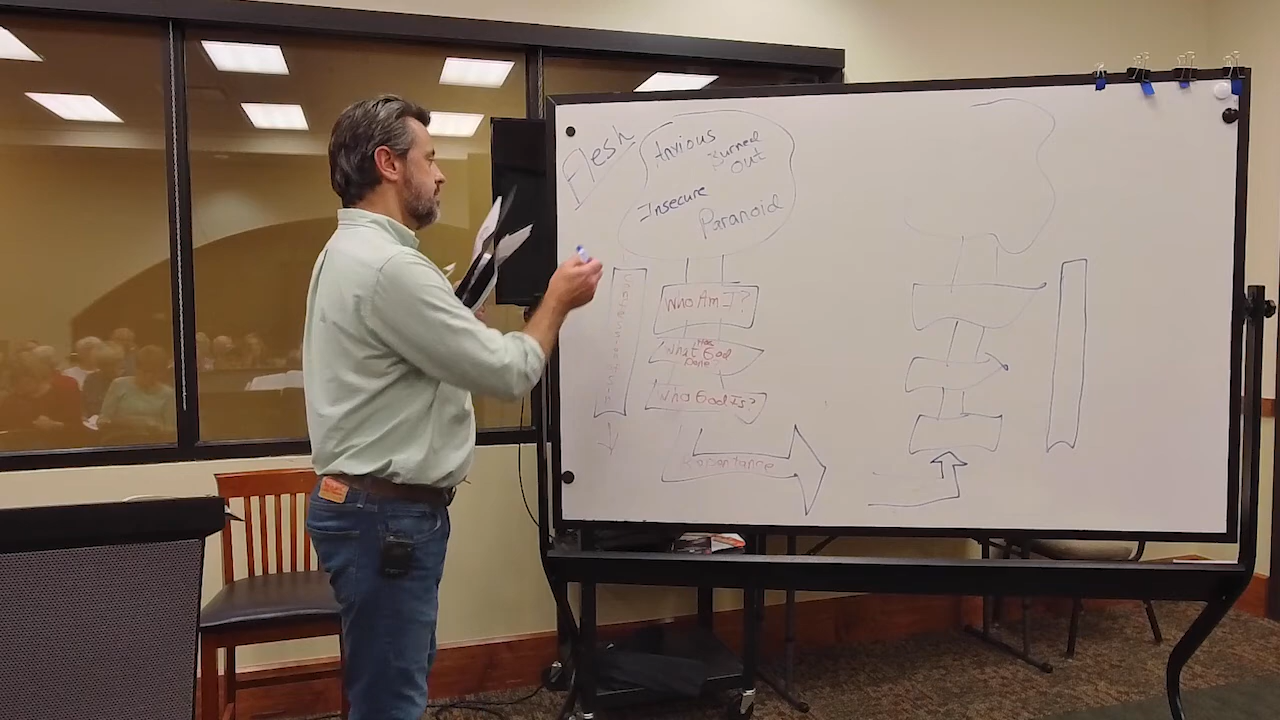 Flesh
Anxious
Burned
Out
Insecure
Paranoid
Who Am I?
Has
What God
Done
Who God Is?
Repentance